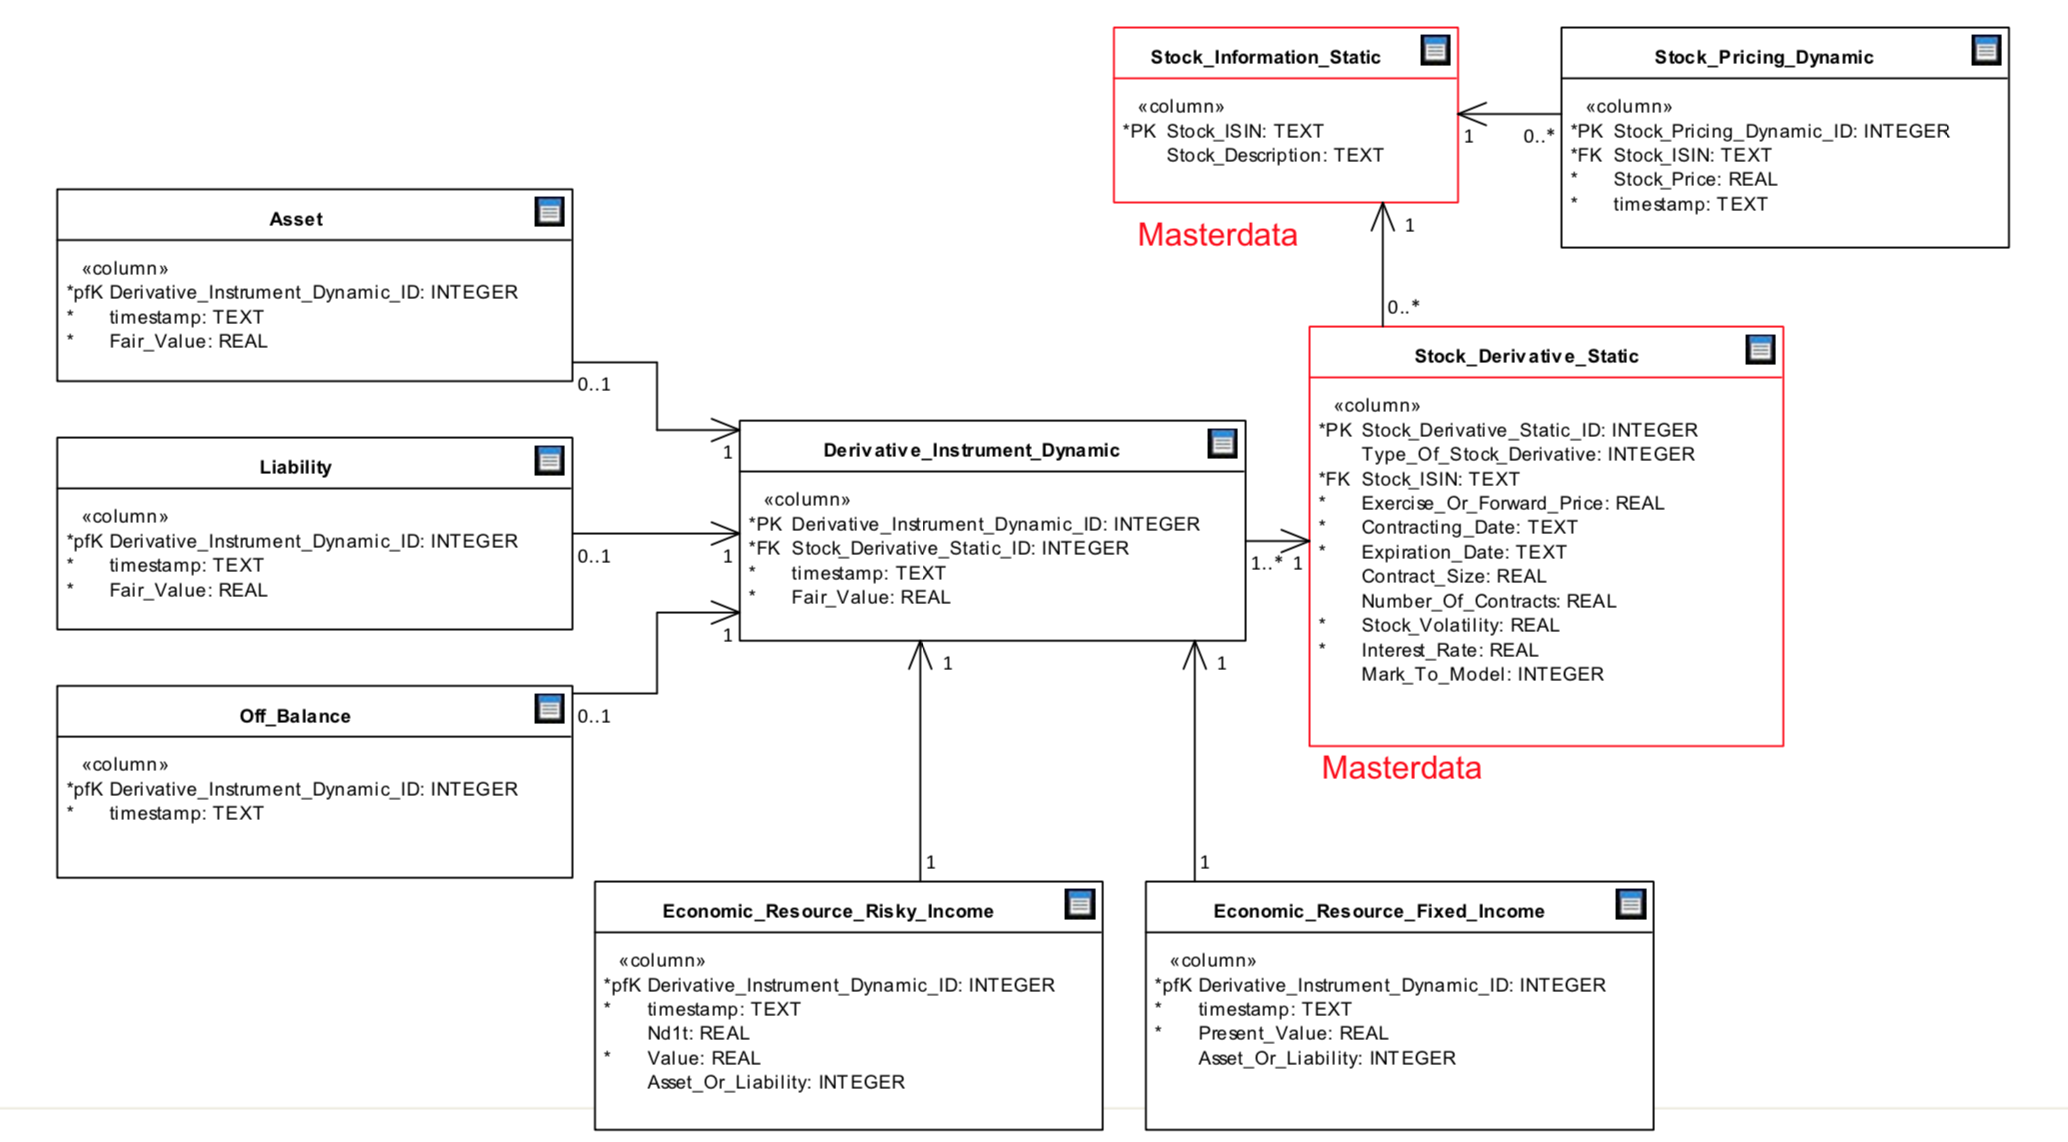 Stock_Information_Static
«column»
*PK Stock_ISIN: TEXT
Stock_Description: TEXT
Masterdata
Stock_Pricing_Dynamic
«column»
*PK Stock_Pricing_Dynamic_ID: INTEGER
*FK Stock_ISIN: TEXT
* Stock_Price: REAL
* timestamp: TEXT
1
0..*
1
0..*
Asset
«column»
*pfK Derivative_Instrument_Dynamic_ID: INTEGER
* timestamp: TEXT
* Fair_Value: REAL
0..1
1
Liability
«column»
*pfK Derivative_Instrument_Dynamic_ID: INTEGER
* timestamp: TEXT
* Fair_Value: REAL
0..1
1
Off_Balance
«column»
*pfK Derivative_Instrument_Dynamic_ID: INTEGER
* timestamp: TEXT
0..1
1
Derivative_Instrument_Dynamic
«column»
*PK Derivative_Instrument_Dynamic_ID: INTEGER
*FK Stock_Derivative_Static_ID: INTEGER
* timestamp: TEXT
* Fair_Value: REAL
1..* 1
Stock_Derivative_Static
«column»
*PK Stock_Derivative_Static_ID: INTEGER
Type_Of_Stock_Derivative: INTEGER
*FK Stock_ISIN: TEXT
* Exercise_Or_Forward_Price: REAL
* Contracting_Date: TEXT
* Expiration_Date: TEXT
Contract_Size: REAL
Number_Of_Contracts: REAL
* Stock_Volatility: REAL
* Interest_Rate: REAL
Mark_To_Model: INTEGER
Masterdata
1
1
1
1
Economic_Resource_Risky_Income
«column»
*pfK Derivative_Instrument_Dynamic_ID: INTEGER
* timestamp: TEXT
Nd1t: REAL
* Value: REAL
Asset_Or_Liability: INTEGER
Economic_Resource_Fixed_Income
«column»
*pfK Derivative_Instrument_Dynamic_ID: INTEGER
* timestamp: TEXT
* Present_Value: REAL
Asset_Or_Liability: INTEGER